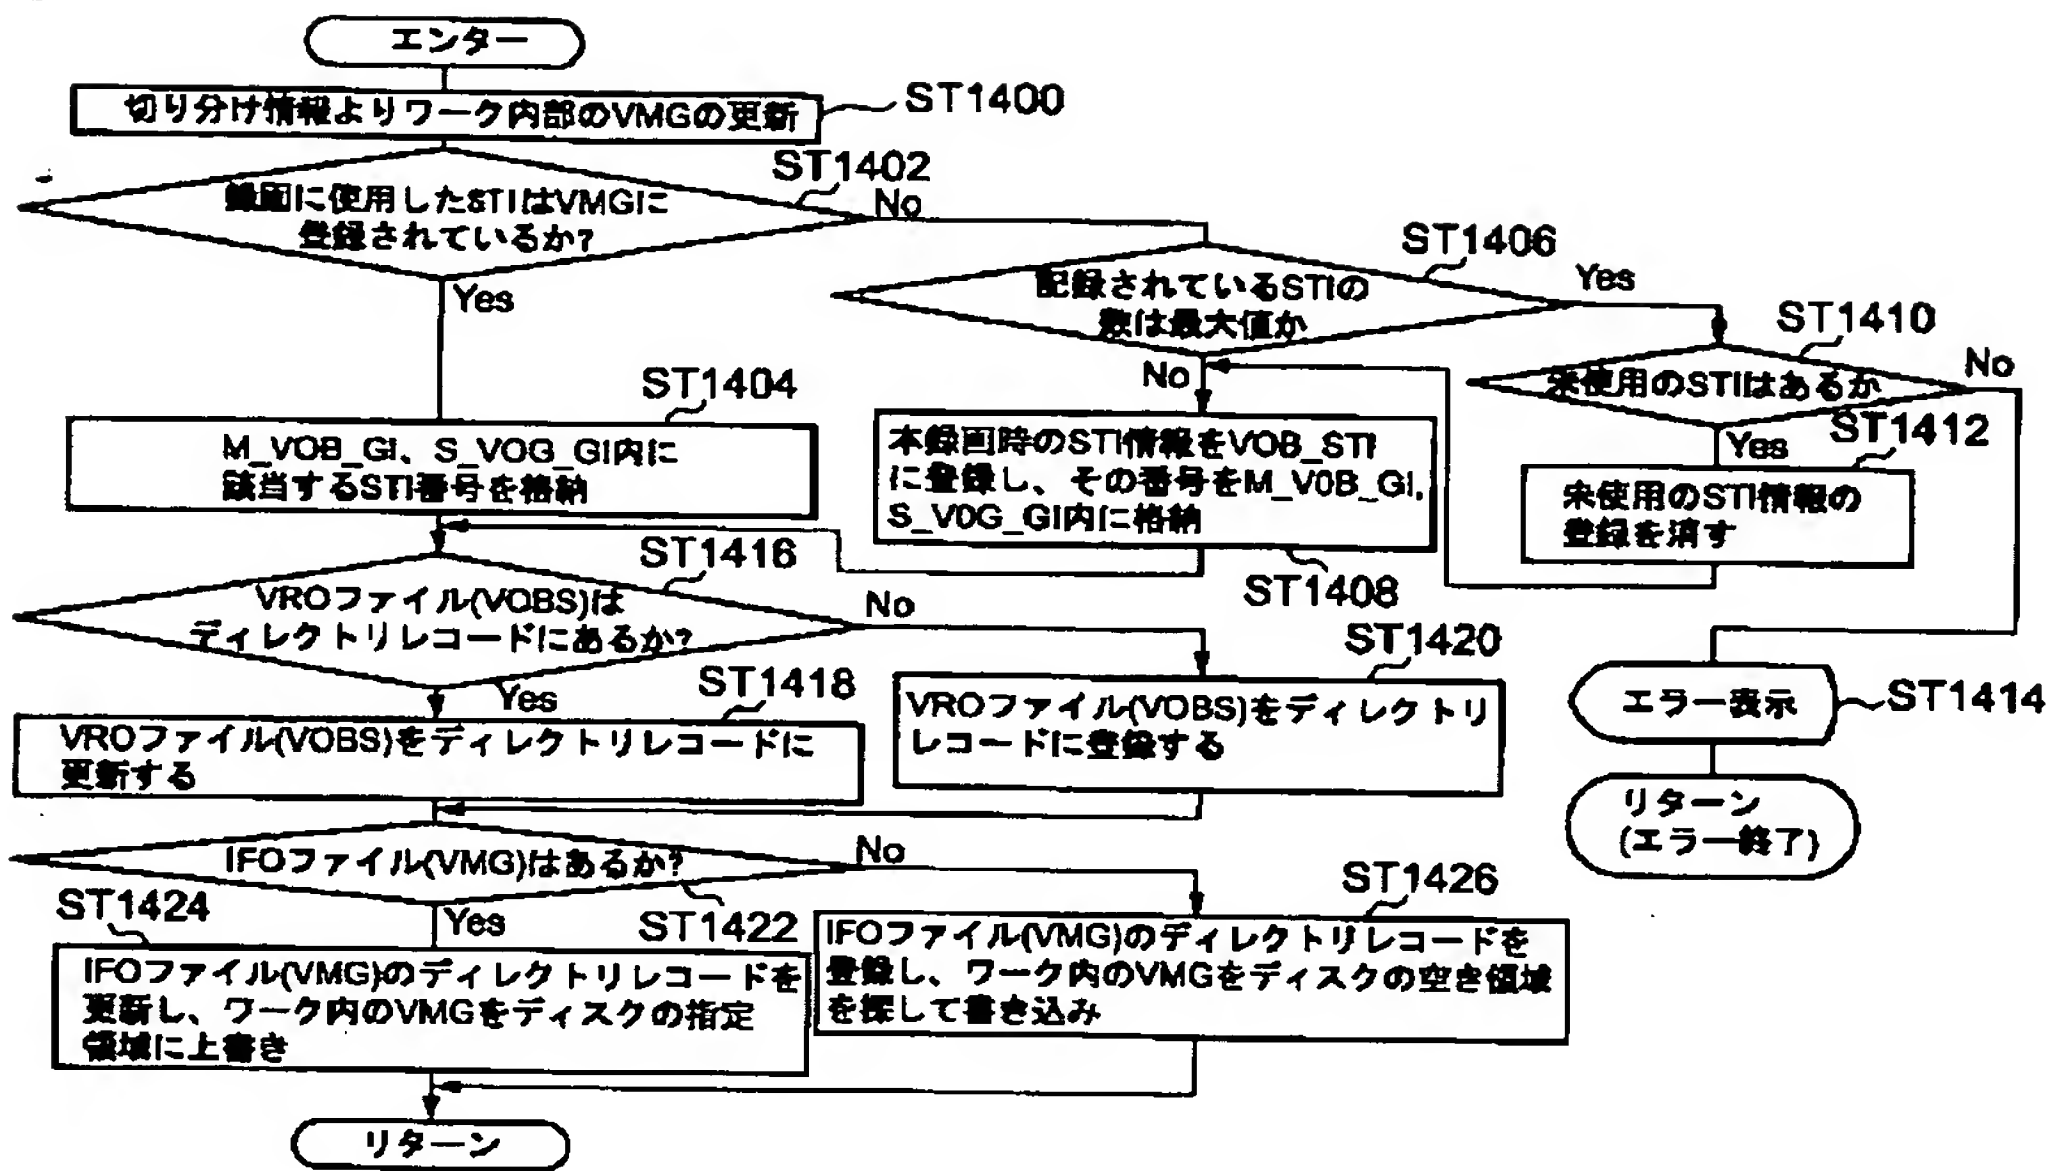 エンター
切り分け情報よりワーク内部のVMGの更新
ST1400
録画に使用したSTIはVMGIに
登録されているか?
ST1402
No
Yes
記録されているSTIの
数は最大値か
ST1406
Yes
No
未使用のSTIはあるか
ST1410
No
Yes
ST1404
M_VOB_GI、S_VOG_GI内に
該当するSTI番号を格納
本録画時のSTI情報をVOB_STI
に登録し、その番号をM_V0B_GI,
S_V0G_GI内に格納
ST1408
ST1412
未使用のSTI情報の
登録を消す
ST1416
VROファイル(VOBS)は
ディレクトリレコードにあるか?
No
Yes
ST1418
VROファイル(VOBS)をディレクトリレコードに
更新する
ST1420
VROファイル(VOBS)をディレクトリ
レコードに登録する
エラー表示
ST1414
リターン
(エラー終了)
IFOファイル(VMG)はあるか?
No
Yes
ST1422
ST1424
IFOファイル(VMG)のディレクトリレコードを
更新し、ワーク内のVMGをディスクの指定
領域に上書き
ST1426
IFOファイル(VMG)のディレクトリレコードを
登録し、ワーク内のVMGをディスクの空き領域
を探して書き込み
リターン